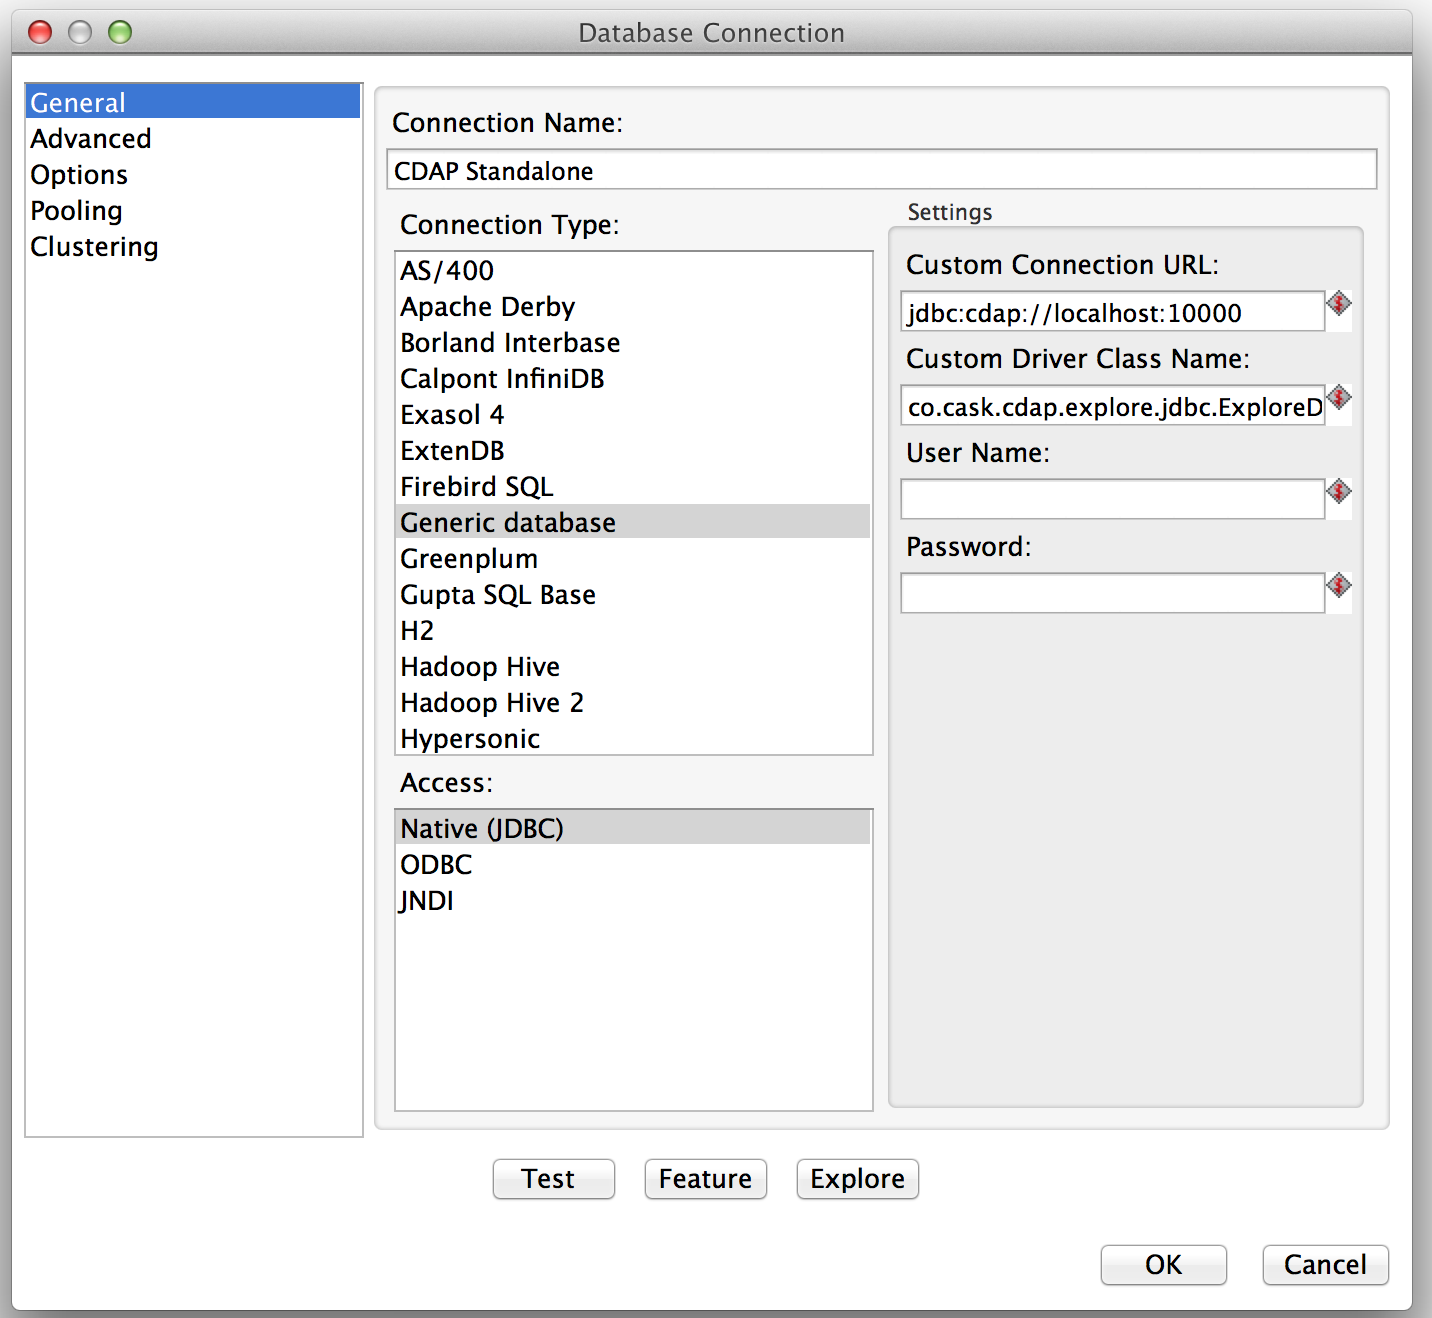 Database Connection
General
Advanced
Options
Pooling
Clustering
Connection Name:
CDAP Standalone
Connection Type:
AS/400
Apache Derby
Borland Interbase
Calpont InfiniDB
Exasol 4
ExtenDB
Firebird SQL
Generic database
Greenplum
Gupta SQL Base
H2
Hadoop Hive
Hadoop Hive 2
Hypersonic
Access:
Native (JDBC)
ODBC
JNDI
Settings
Custom Connection URL:
jdbc:cdap://localhost:10000
Custom Driver Class Name:
co.cask.cdap.explore.jdbc.ExploreD
User Name:
Password:
Test Feature Explore
OK Cancel